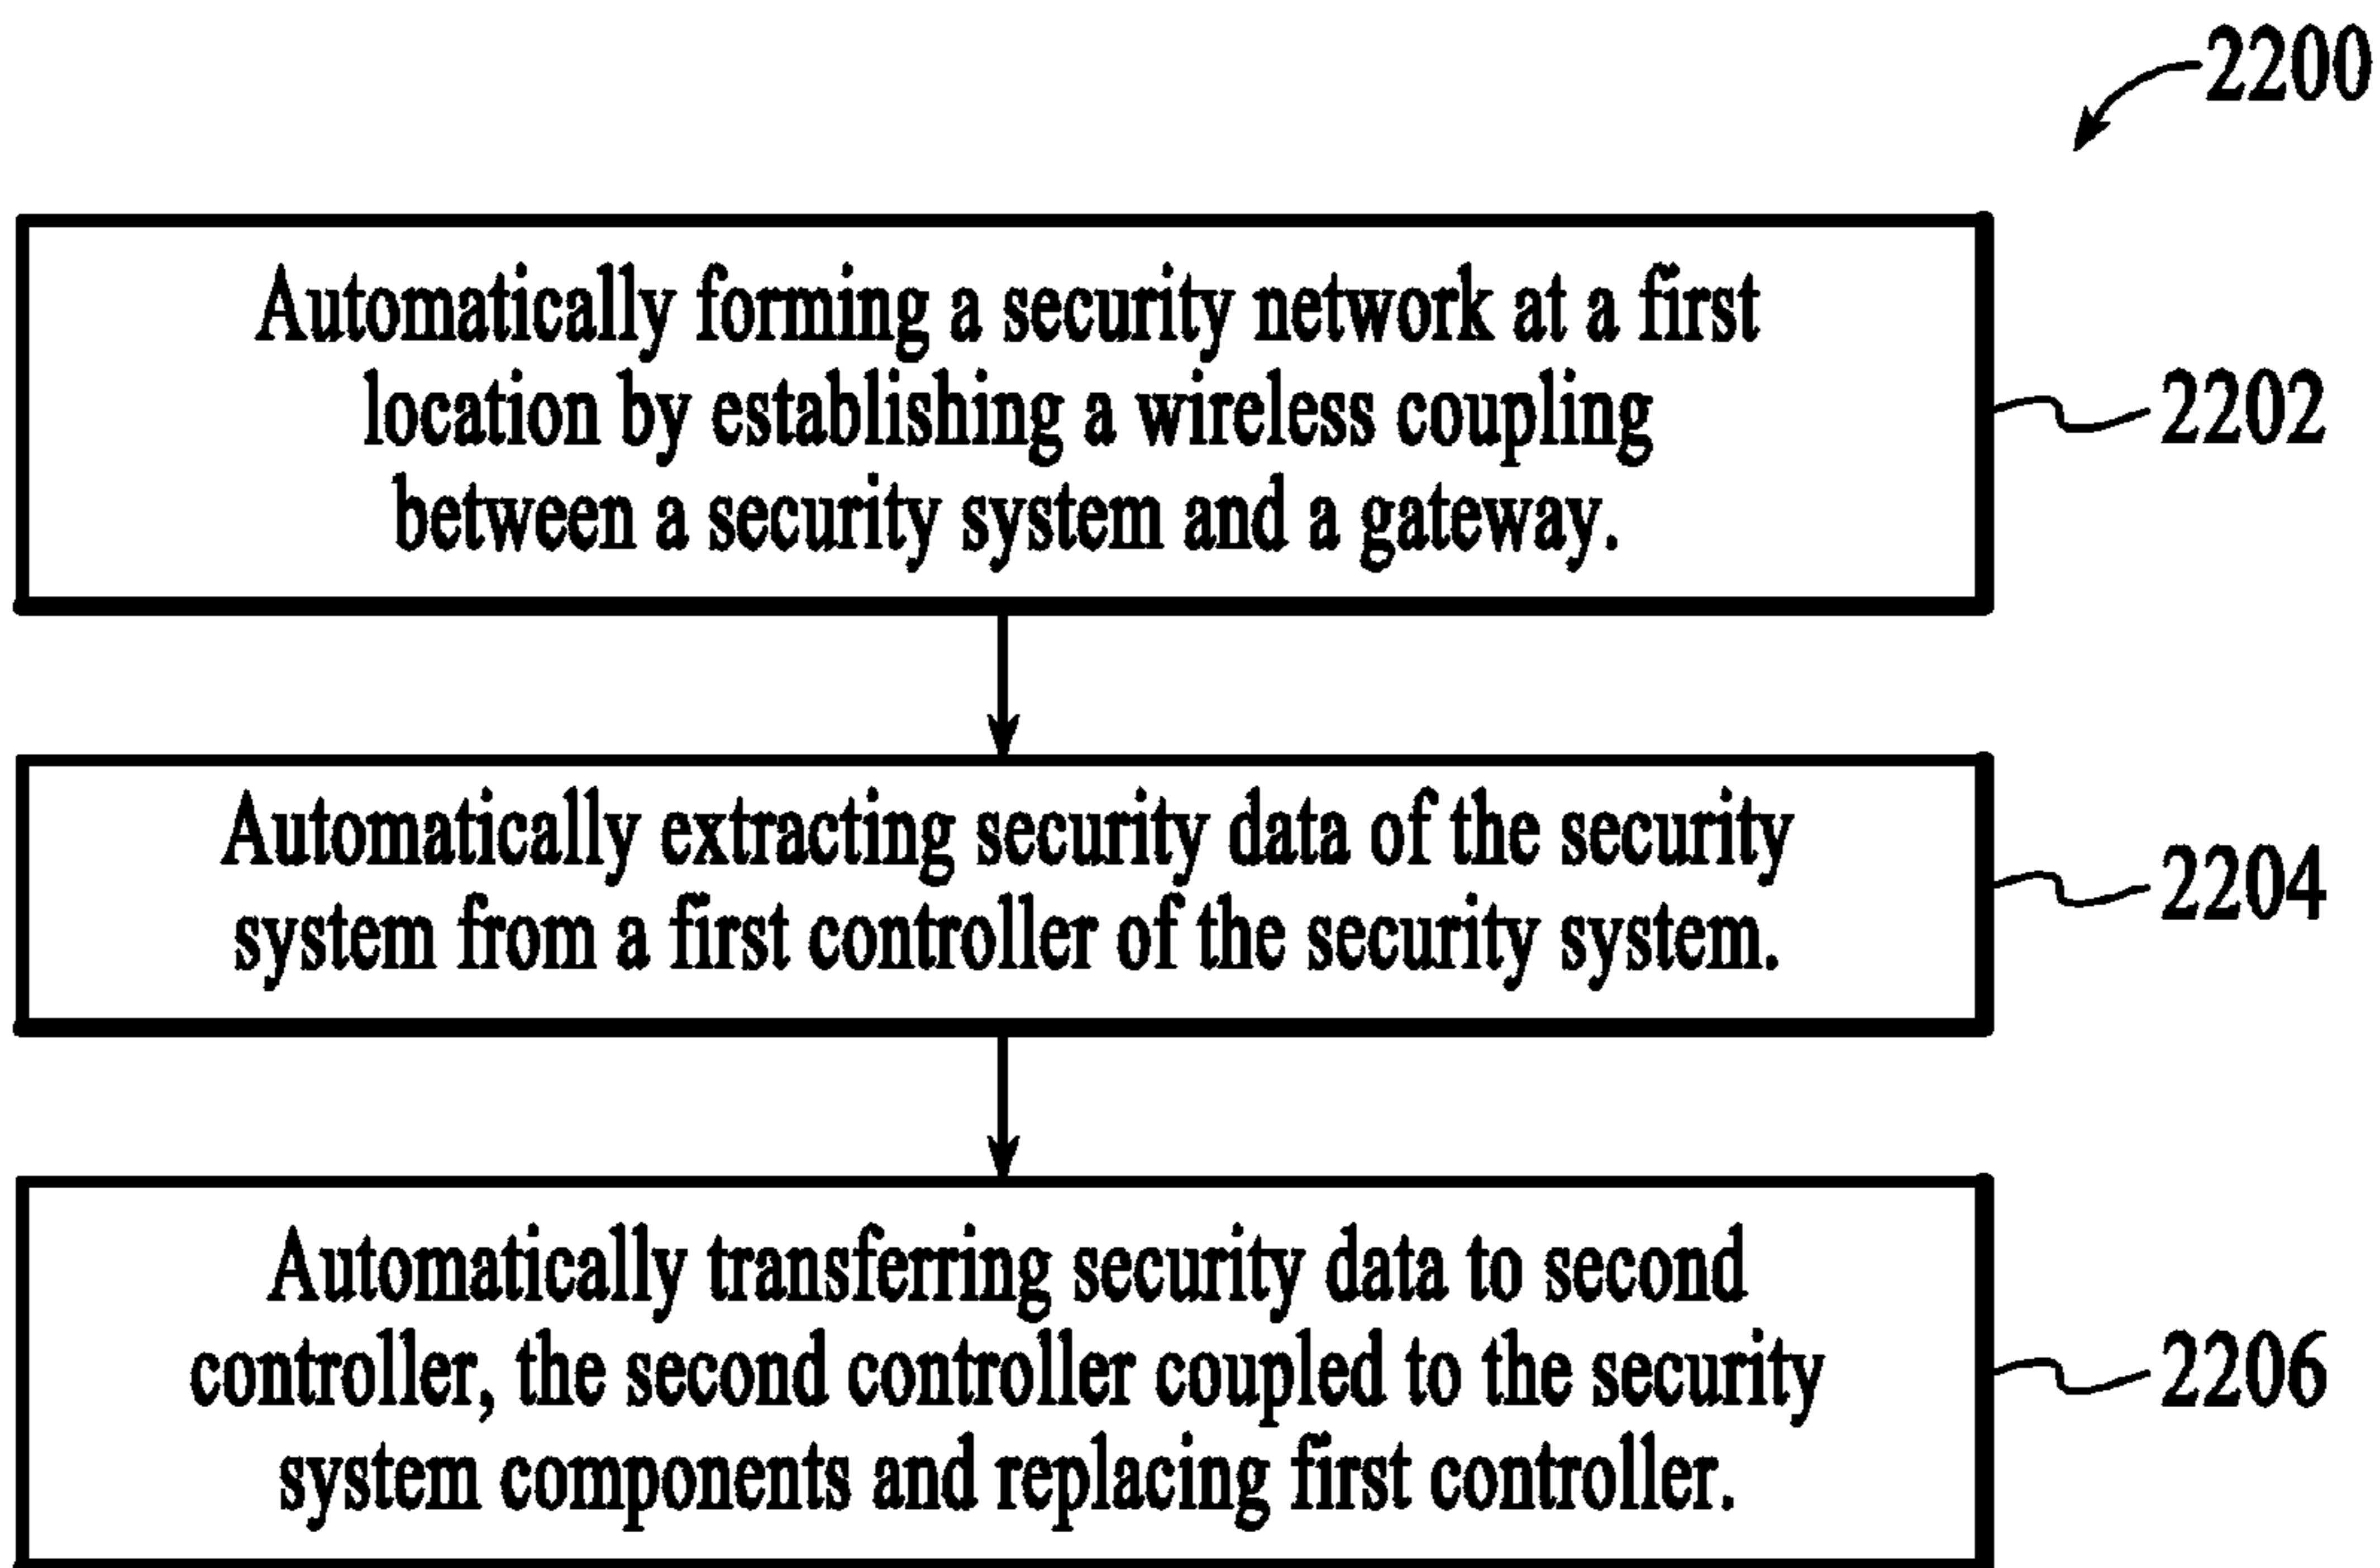 2200
Automatically forming a security network at a first
location by establishing a wireless coupling
between a security system and a gateway.
2202
Automatically extracting security data of the security
system from a first controller of the security system.
2204
Automatically transferring security data to second
controller, the second controller coupled to the security
system components and replacing first controller.
2206